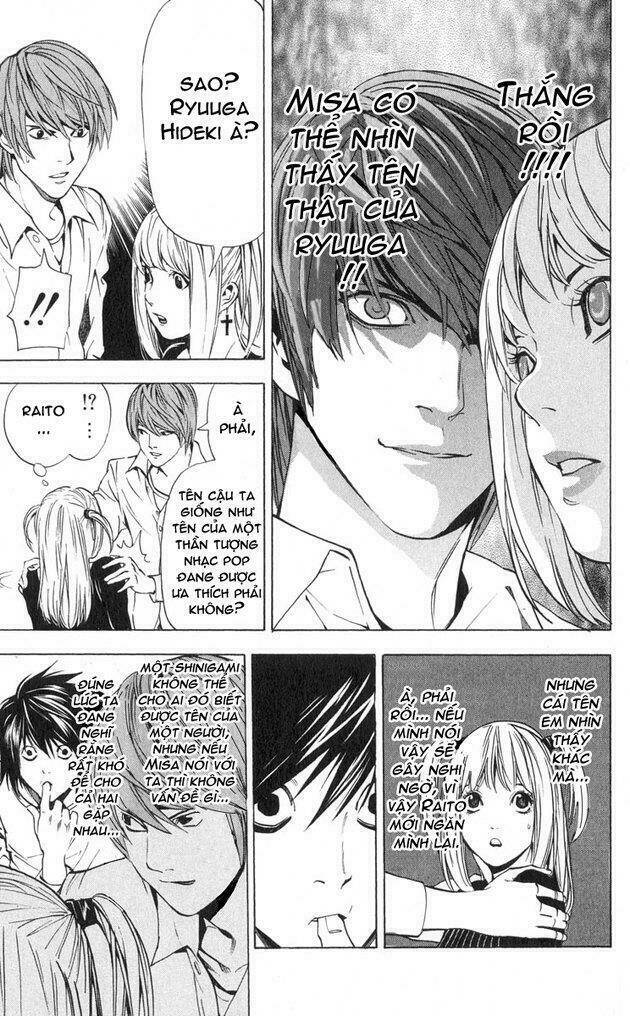 THẮNG
RỒI
!!!!
MISA CÓ
THỂ NHÌN
THẤY TÊN
THẬT CỦA
RYUUGA
!!
SAO?
RYUUGA
HIDEKI À?
!!
À
PHẢI,
TÊN CẬU TA
GIỐNG NHƯ
TÊN CỦA MỘT
THẦN TƯỢNG
NHẠC POP
ĐANG ĐƯỢC
ƯA THÍCH PHẢI
KHÔNG?
!?
...
RAITO
...
NHƯNG
CÁI TÊN
EM NHÌN
THẤY
KHÁC
MÀ...
À, PHẢI
RỒI... NẾU
MÌNH NÓI
VẬY SẼ
GÂY NGHI
NGỜ, VÌ
VẬY RAITO
MỚI NGĂN
MÌNH LẠI.
MỘT SHINIGAMI
KHÔNG THỂ
CHO AI ĐÓ BIẾT
ĐƯỢC TÊN CỦA
MỘT NGƯỜI,
NHƯNG NẾU
MISA NÓI VỚI
TA THÌ KHÔNG
VẤN ĐỀ GÌ...
ĐÚNG
LÚC TA
ĐANG
NGHĨ
RẰNG
RẤT KHÓ
ĐỂ CHO
CẢ HAI
GẶP
NHAU...